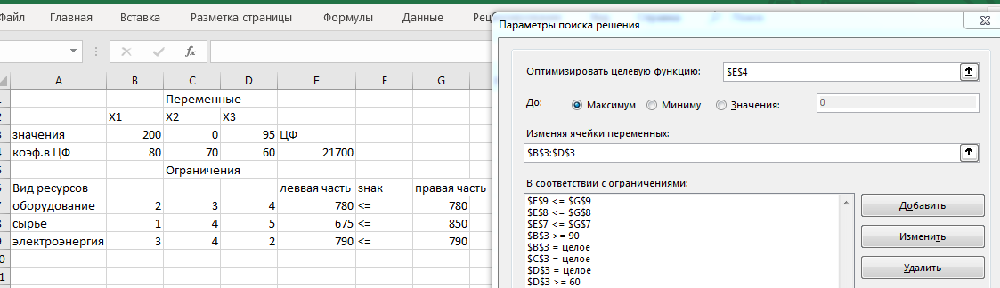 Файл Главная Вставка Разметка страницы Формулы Данные
Параметры поиска решения
fx
A B C D E F G
Переменные
X1 X2 X3
значения 200 0 95 ЦФ
коэф.в ЦФ 80 70 60 21700
Ограничения
Вид ресурсов леввая часть знак правая часть
оборудование 2 3 4 780 <= 780
сырье 1 4 5 675 <= 850
электроэнергия 3 4 2 790 <= 790
Оптимизировать целевую функцию: $E$4
До: Максимум Миниму Значения: 0
Изменяя ячейки переменных:
$B$3:$D$3
В соответствии с ограничениями:
$E$9 <= $G$9
$E$8 <= $G$8
$E$7 <= $G$7
$B$3 >= 90
$B$3 = целое
$C$3 = целое
$D$3 = целое
$D$3 >= 60
Добавить
Изменить
Удалить